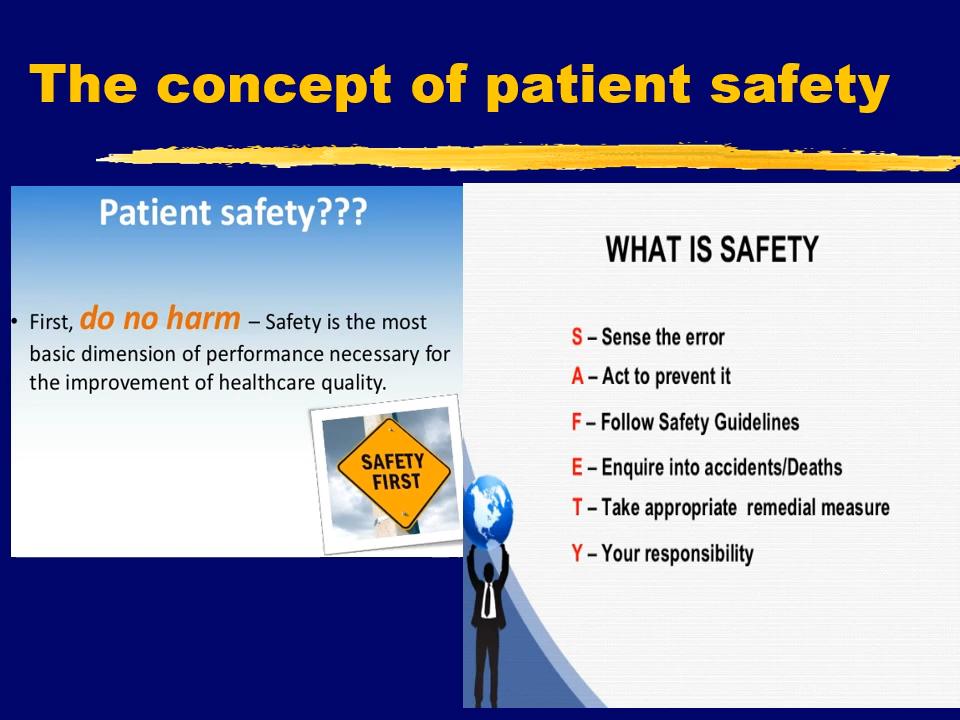 The concept of patient safety
Patient safety???
• First, do no harm – Safety is the most
basic dimension of performance necessary for
the improvement of healthcare quality.
SAFETY
FIRST
WHAT IS SAFETY
S – Sense the error
A – Act to prevent it
F – Follow Safety Guidelines
E – Enquire into accidents/Deaths
T – Take appropriate remedial measure
Y – Your responsibility